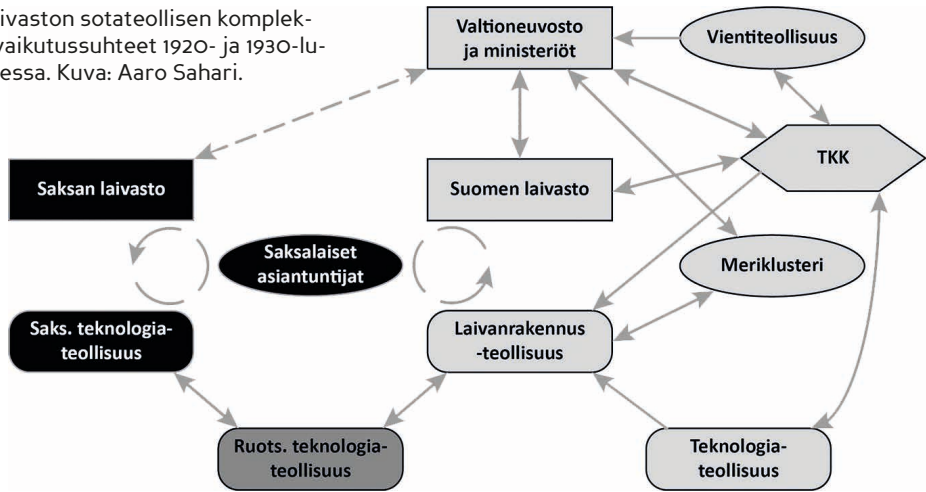 ivaston sotateollisen komplek-
vaikutussuhteet 1920- ja 1930-lu-
essa. Kuva: Aaro Sahari.
Valtioneuvosto
ja ministeriöt
Vientiteollisuus
TKK
Saksan laivasto
Suomen laivasto
Saksalaiset
asiantuntijat
Meriklusteri
Saks. teknologia-
teollisuus
Laivanrakennus
-teollisuus
Ruots. teknologia-
teollisuus
Teknologia-
teollisuus